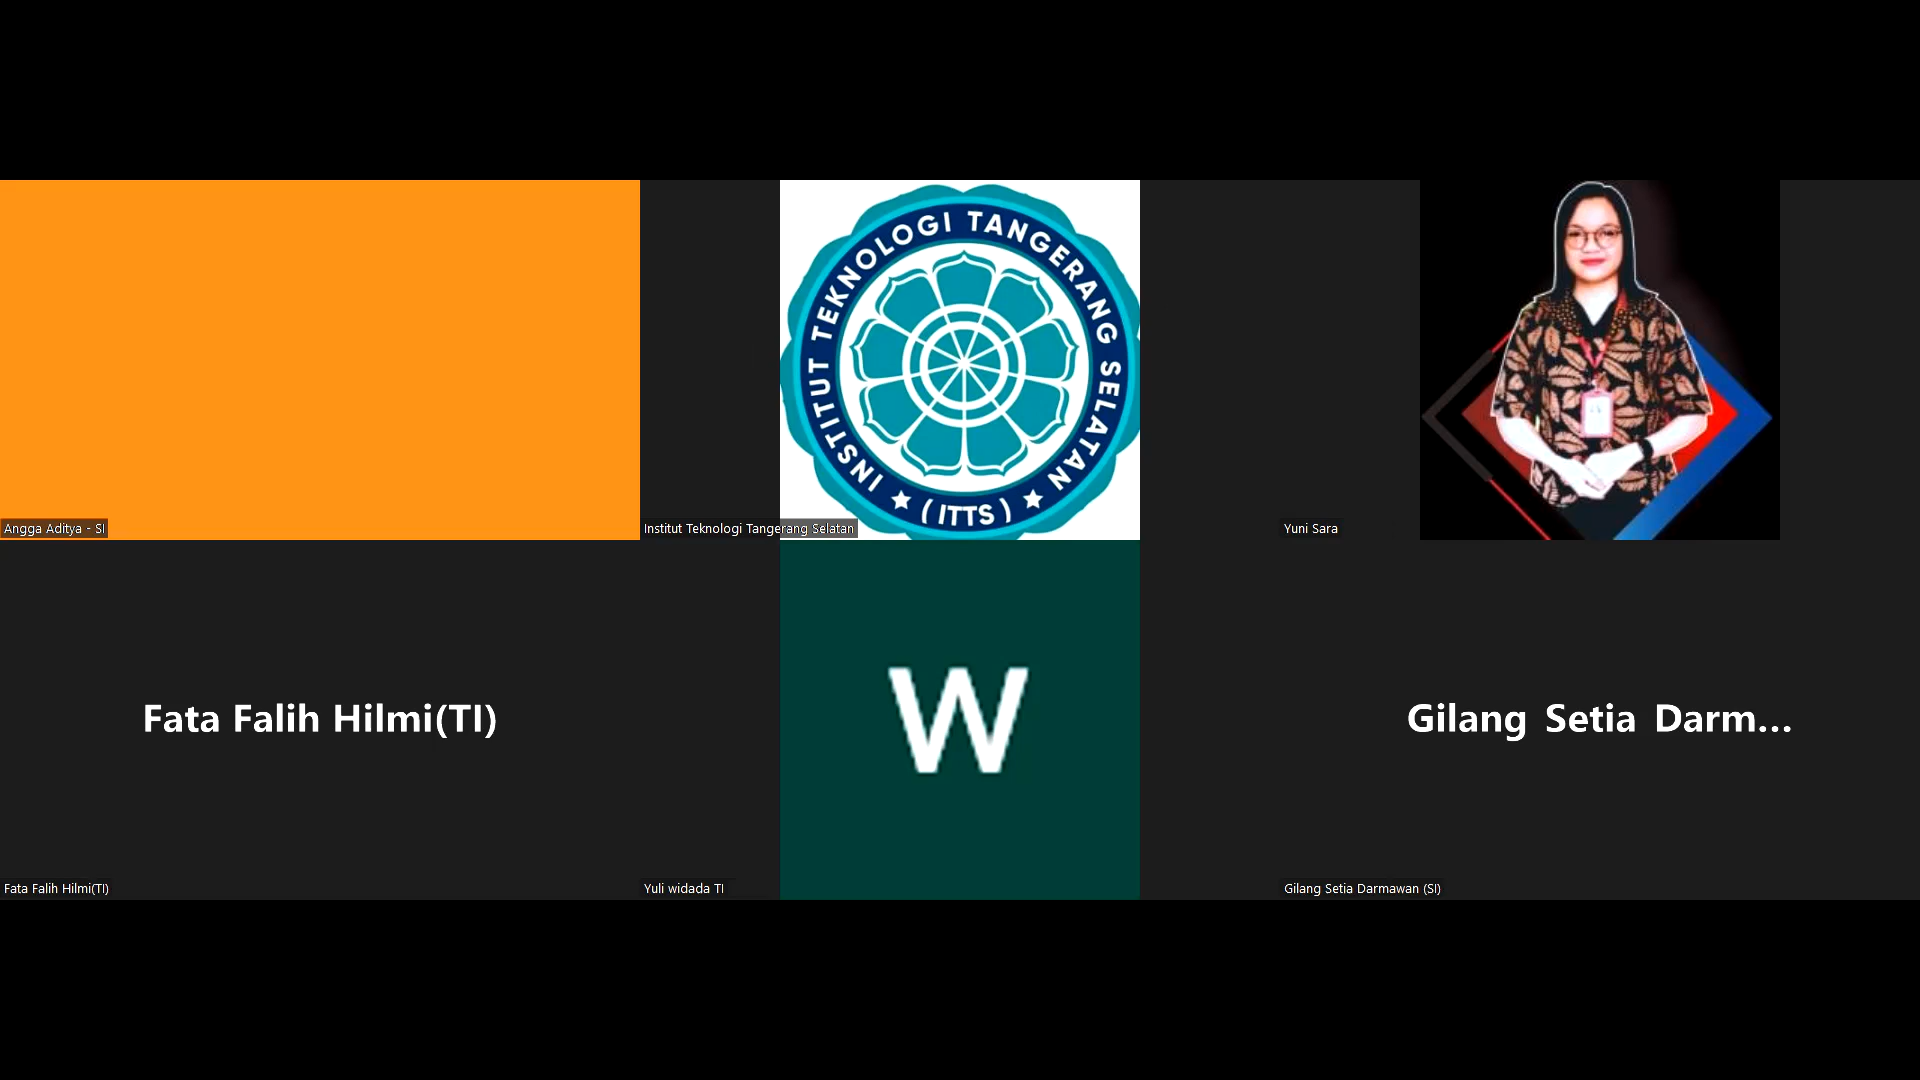 INSTITUT TEKNOLOGI TANGERANG SELATAN
( ITTS )
Angga Aditya - SI
Institut Teknologi Tangerang Selatan
Yuni Sara
Fata Falih Hilmi(TI)
W
Gilang Setia Darm...
Fata Falih Hilmi(TI)
Yuli widada TI
Gilang Setia Darmawan (SI)